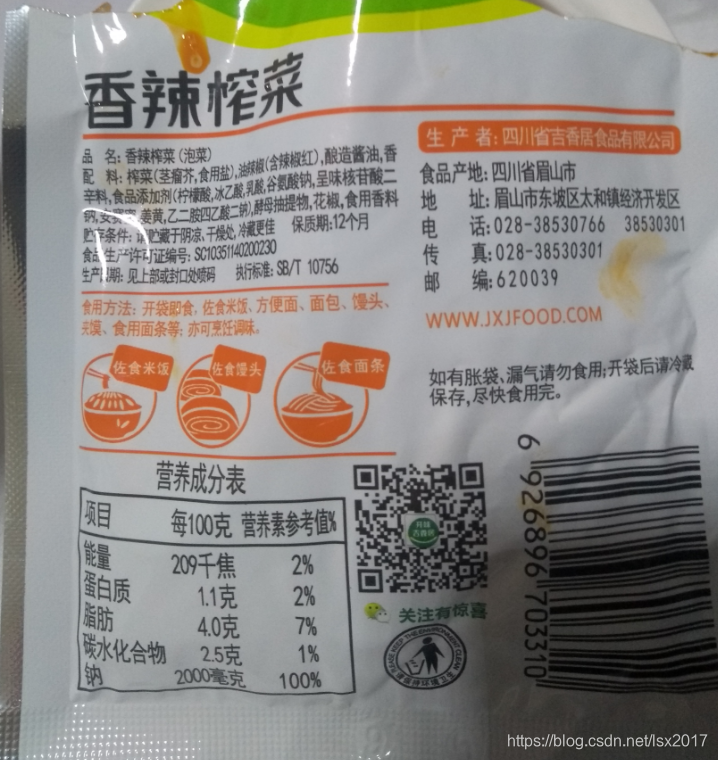 香辣榨菜
品 名: 香辣榨菜(泡菜)
配 料: 榨菜(茎瘤芥,食用盐),油辣椒(含辣椒红),酿造酱油,香
辛料,食品添加剂(柠檬酸,冰乙酸,乳酸,谷氨酸钠,呈味核苷酸二
钠,安赛蜜,姜黄,乙二胺四乙酸二钠),酵母抽提物,花椒,食用香料
贮存条件: 请贮藏于阴凉、干燥处,冷藏更佳 保质期:12个月
食品生产许可证编号: SC10351140200230
生产日期: 见上部或封口处喷码 执行标准: SB/T 10756
食用方法: 开袋即食, 佐食米饭、方便面、面包、馒头、
夹馍、食用面条等; 亦可烹饪调味。
佐食米饭
佐食馒头
佐食面条
生 产 者: 四川省吉香居食品有限公司
食品产地: 四川省眉山市
地 址: 眉山市东坡区太和镇经济开发区
电 话: 028-38530766 38530301
传 真: 028-38530301
邮 编: 620039
WWW.JXJFOOD.COM
如有胀袋、漏气请勿食用;开袋后请冷藏
保存,尽快食用完。
营养成分表
项目 每100克 营养素参考值%
能量 209千焦 2%
蛋白质 1.1克 2%
脂肪 4.0克 7%
碳水化合物 2.5克 1%
钠 2000毫克 100%
关注有惊喜
6 926896 703310
https://blog.csdn.net/lsx2017